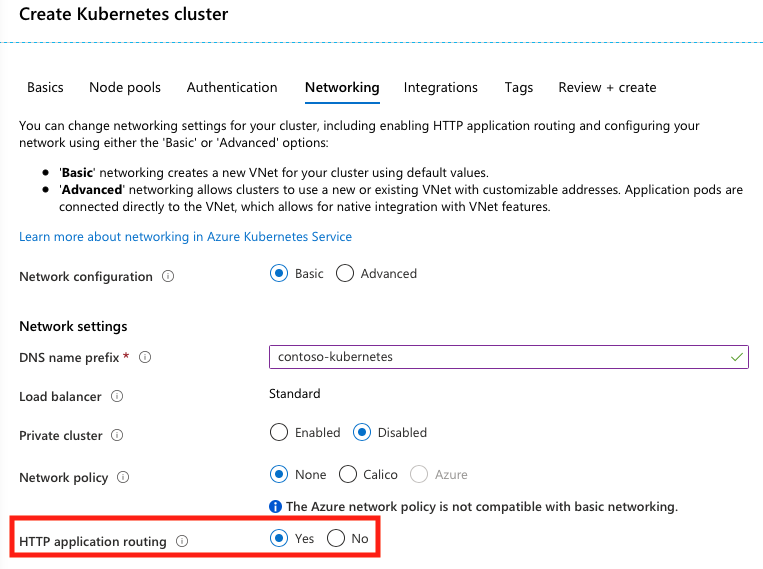 Create Kubernetes cluster
Basics Node pools Authentication Networking Integrations Tags Review + create
You can change networking settings for your cluster, including enabling HTTP application routing and configuring your
network using either the 'Basic' or 'Advanced' options:
'Basic' networking creates a new VNet for your cluster using default values.
'Advanced' networking allows clusters to use a new or existing VNet with customizable addresses. Application pods are
connected directly to the VNet, which allows for native integration with VNet features.
Learn more about networking in Azure Kubernetes Service
Network configuration Basic Advanced
Network settings
DNS name prefix * contoso-kubernetes
Load balancer Standard
Private cluster Enabled Disabled
Network policy None Calico Azure
The Azure network policy is not compatible with basic networking.
HTTP application routing Yes No